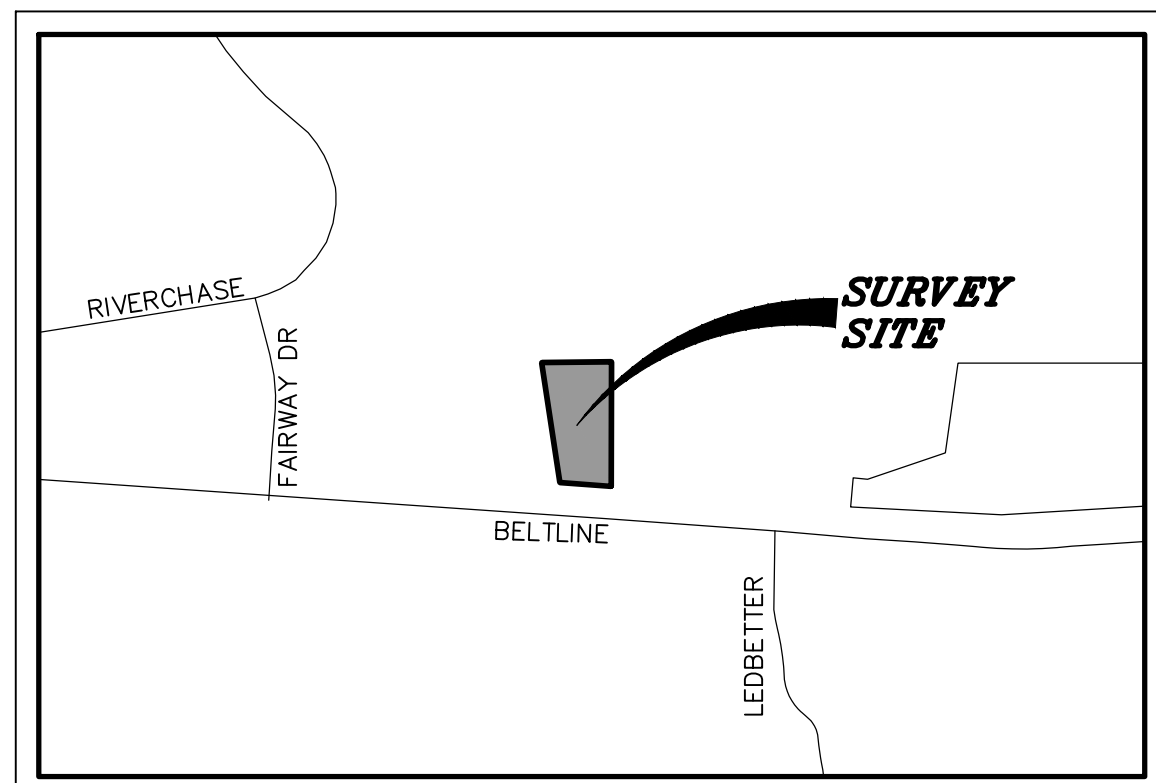 RIVERCHASE
FAIRWAY DR
SURVEY
SITE
BELTLINE
LEDBETTER